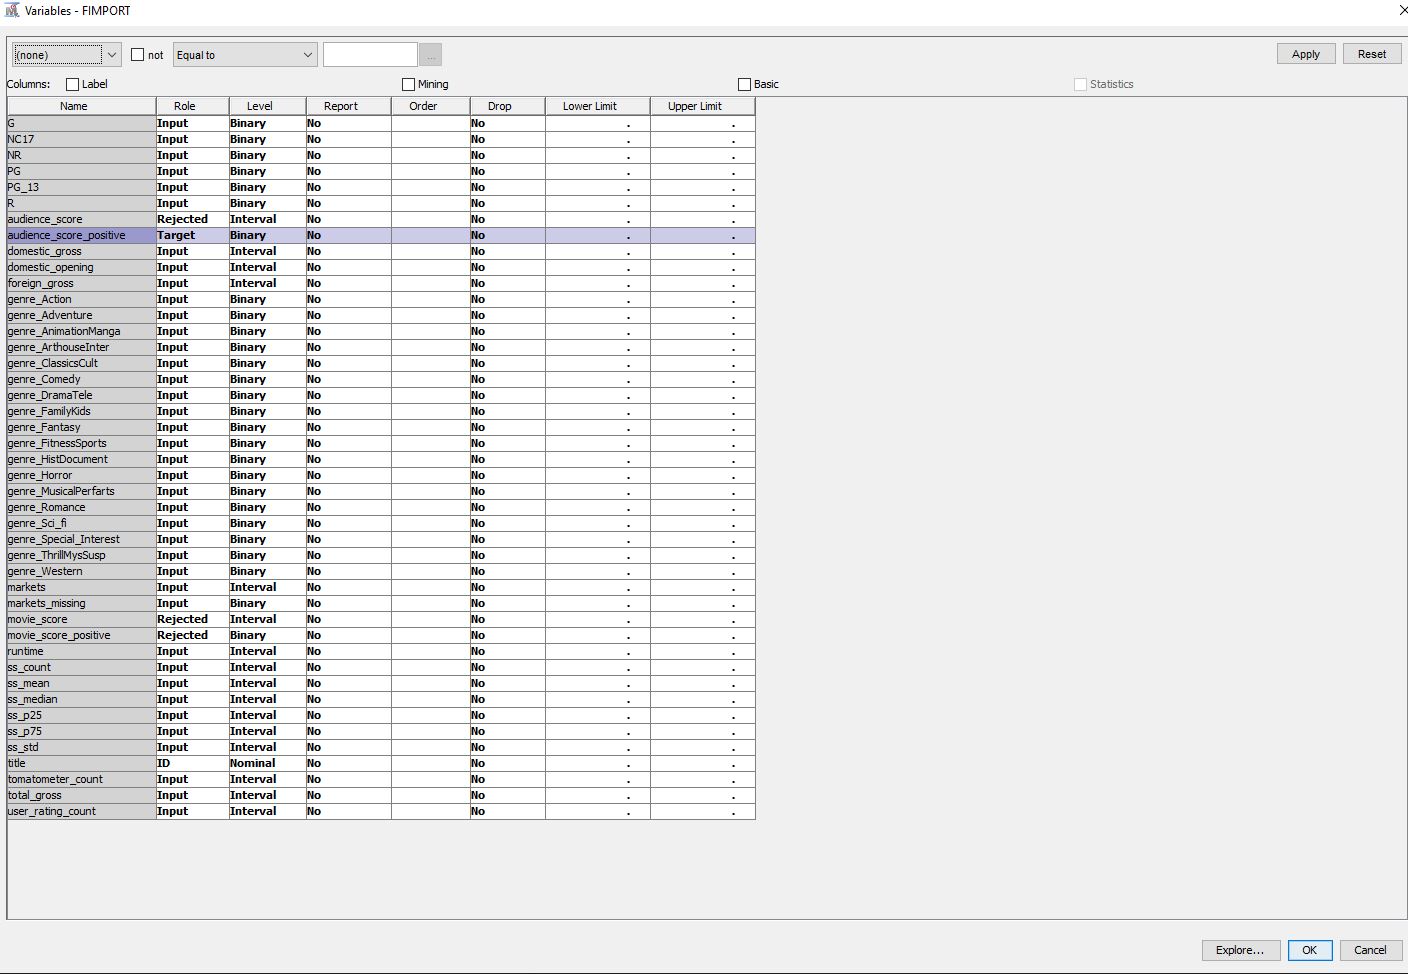 Variables - FIMPORT
(none) not Equal to ... Apply Reset
Columns: Label Mining Basic Statistics
Name Role Level Report Order Drop Lower Limit Upper Limit
G Input Binary No No . .
NC17 Input Binary No No . .
NR Input Binary No No . .
PG Input Binary No No . .
PG_13 Input Binary No No . .
R Input Binary No No . .
audience_score Rejected Interval No No . .
audience_score_positive Target Binary No No . .
domestic_gross Input Interval No No . .
domestic_opening Input Interval No No . .
foreign_gross Input Interval No No . .
genre_Action Input Binary No No . .
genre_Adventure Input Binary No No . .
genre_AnimationManga Input Binary No No . .
genre_ArthouseInter Input Binary No No . .
genre_ClassicsCult Input Binary No No . .
genre_Comedy Input Binary No No . .
genre_DramaTele Input Binary No No . .
genre_FamilyKids Input Binary No No . .
genre_Fantasy Input Binary No No . .
genre_FitnessSports Input Binary No No . .
genre_HistDocument Input Binary No No . .
genre_Horror Input Binary No No . .
genre_MusicalPerfarts Input Binary No No . .
genre_Romance Input Binary No No . .
genre_Sci_fi Input Binary No No . .
genre_Special_Interest Input Binary No No . .
genre_ThrillMysSusp Input Binary No No . .
genre_Western Input Binary No No . .
markets Input Interval No No . .
markets_missing Input Binary No No . .
movie_score Rejected Interval No No . .
movie_score_positive Rejected Binary No No . .
runtime Input Interval No No . .
ss_count Input Interval No No . .
ss_mean Input Interval No No . .
ss_median Input Interval No No . .
ss_p25 Input Interval No No . .
ss_p75 Input Interval No No . .
ss_std Input Interval No No . .
title ID Nominal No No . .
tomatometer_count Input Interval No No . .
total_gross Input Interval No No . .
user_rating_count Input Interval No No . .
Explore... OK Cancel